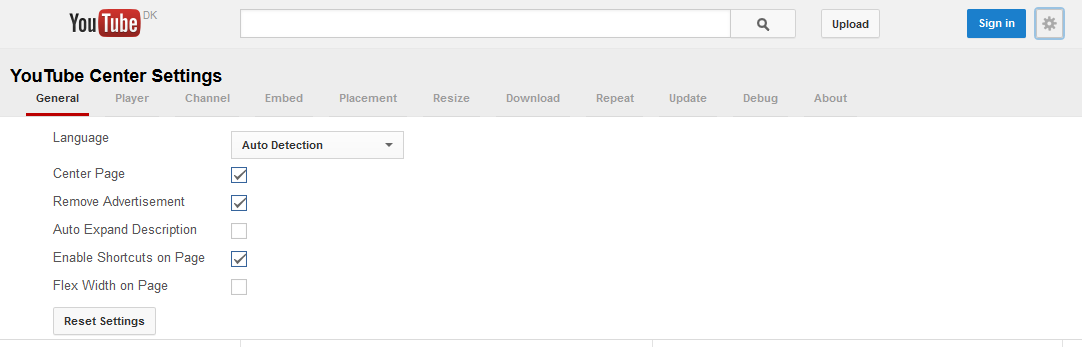 YouTube DK
Upload
Sign in
YouTube Center Settings
General Player Channel Embed Placement Resize Download Repeat Update Debug About
Language Auto Detection
Center Page
Remove Advertisement
Auto Expand Description
Enable Shortcuts on Page
Flex Width on Page
Reset Settings